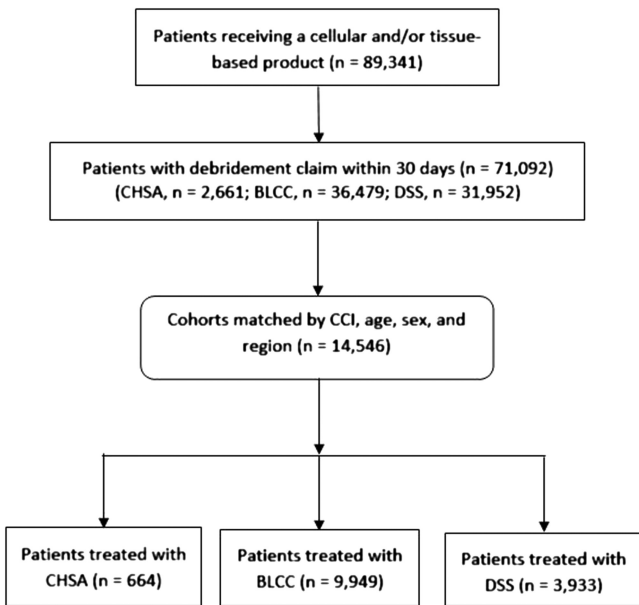 Patients receiving a cellular and/or tissue-
based product (n = 89,341)
Patients with debridement claim within 30 days (n = 71,092)
(CHSA, n = 2,661; BLCC, n = 36,479; DSS, n = 31,952)
Cohorts matched by CCI, age, sex, and
region (n = 14,546)
Patients treated with
CHSA (n = 664)
Patients treated with
BLCC (n = 9,949)
Patients treated with
DSS (n = 3,933)